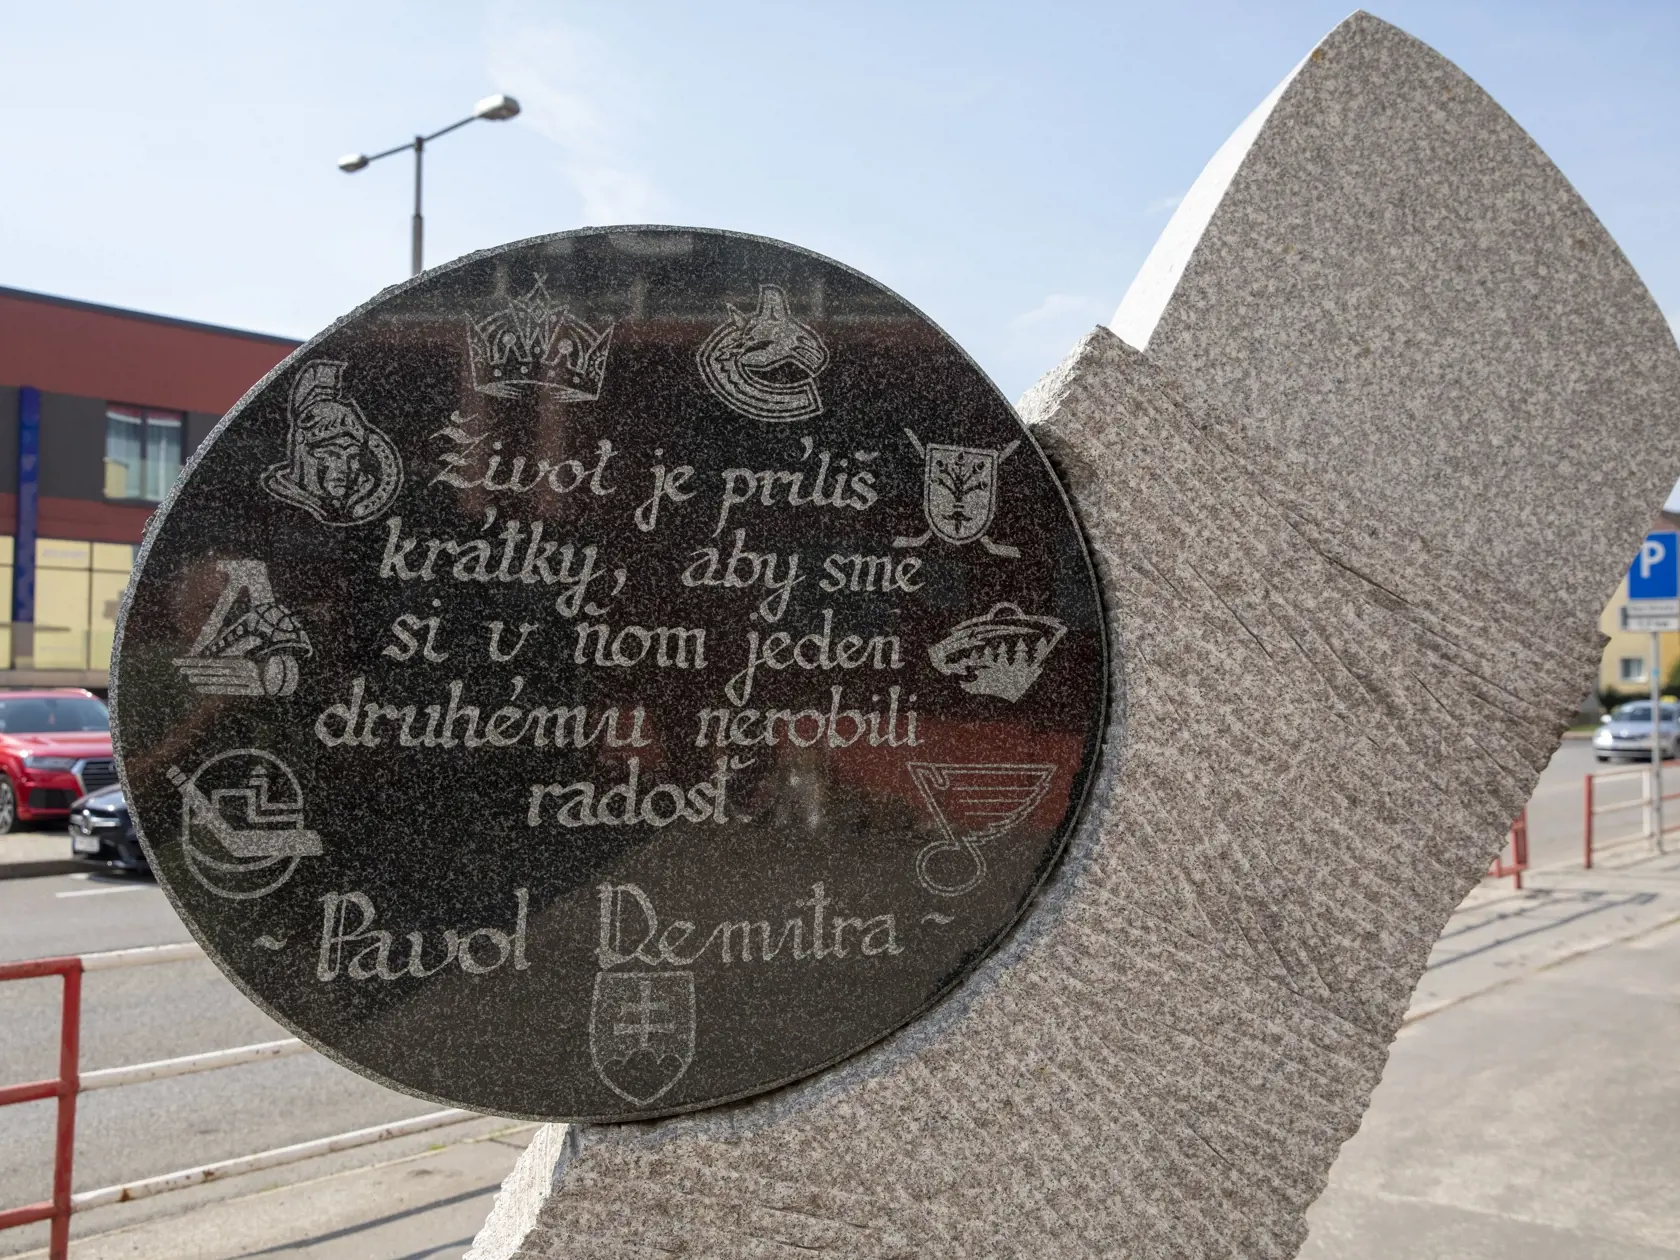 Život je príliš
krátky, aby sme
si v ňom jeden
druhému nerobili
radosť
~ Pavol Demitra ~
P